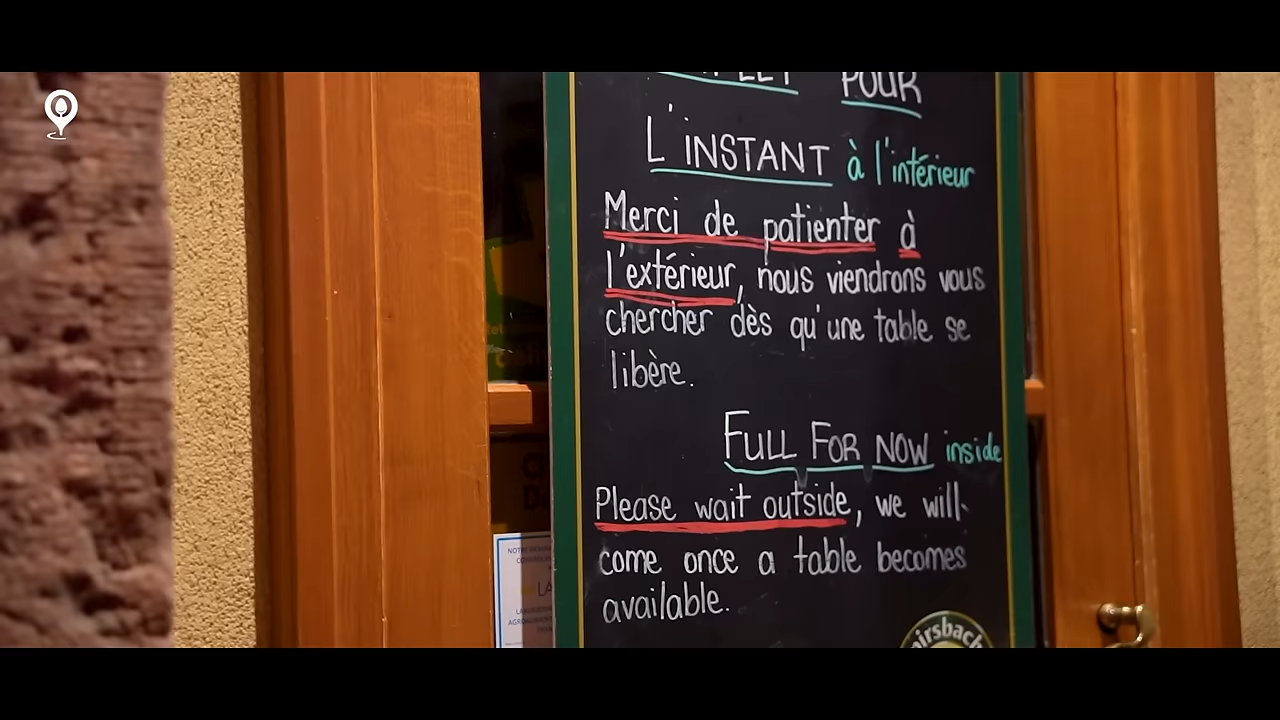 POUR
L'iNSTANT à l'intérieur
Merci de patienter à
l'extérieur, nous viendrons vous
chercher dès qu'une table se
libère.
FULL FOR NOW inside
Please wait outside, we will
come once a table becomes
available.